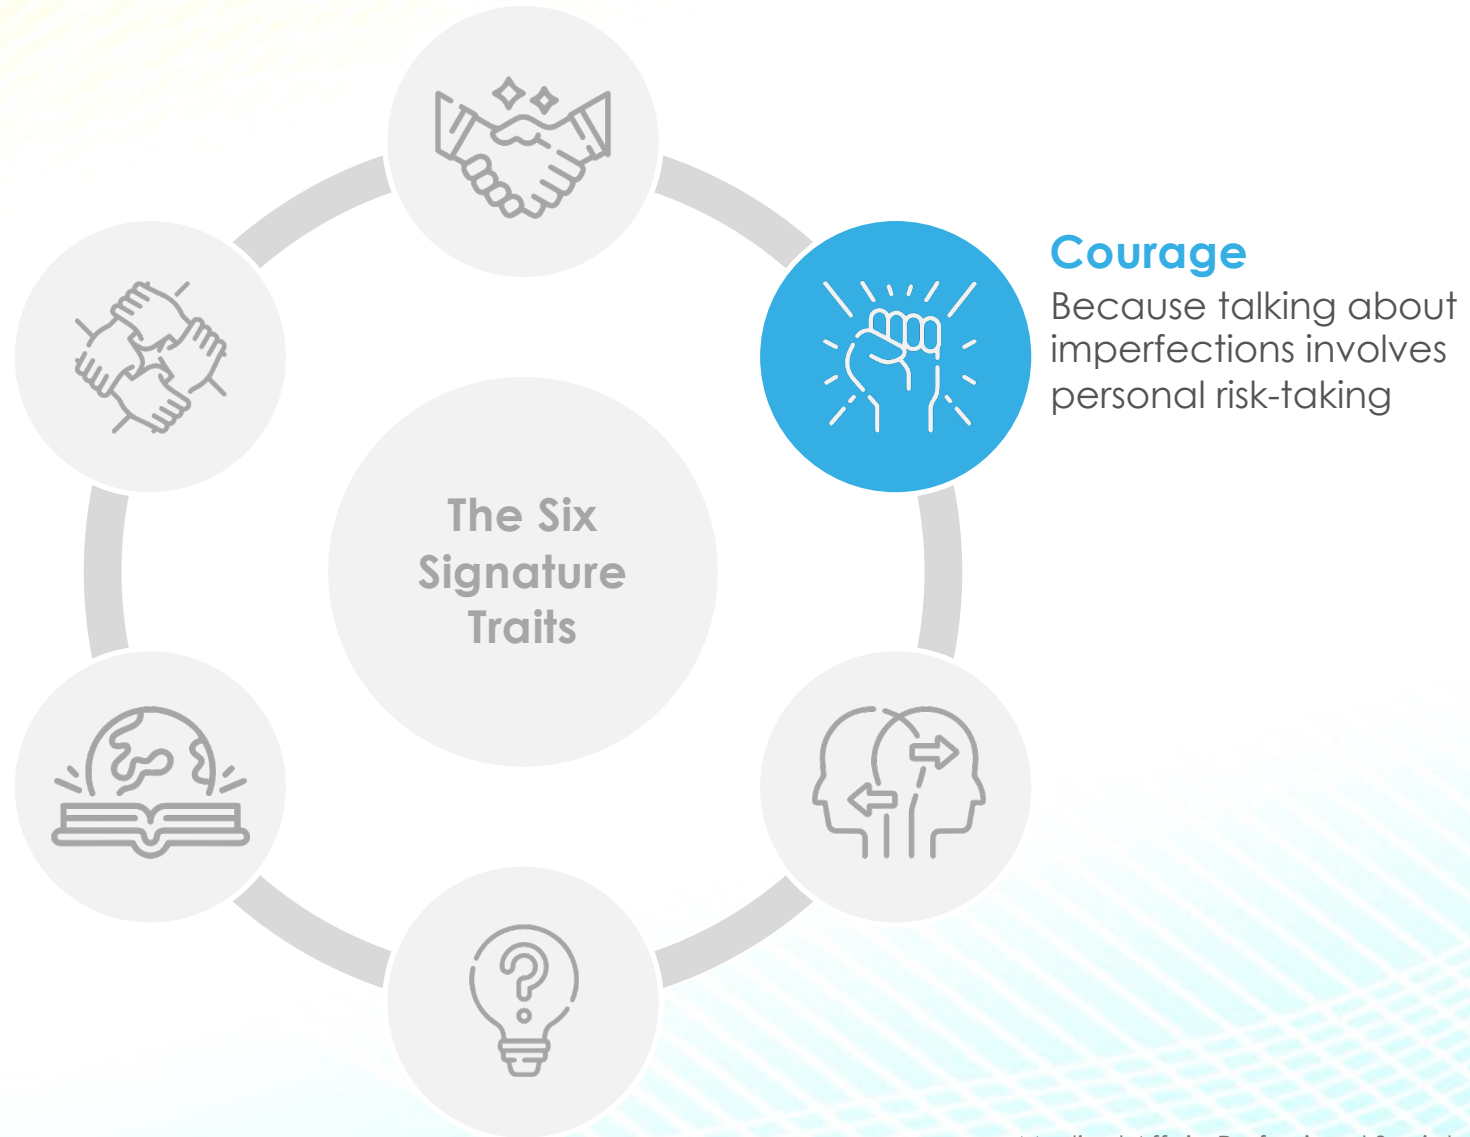 Courage
Because talking about
imperfections involves
personal risk-taking
The Six
Signature
Traits